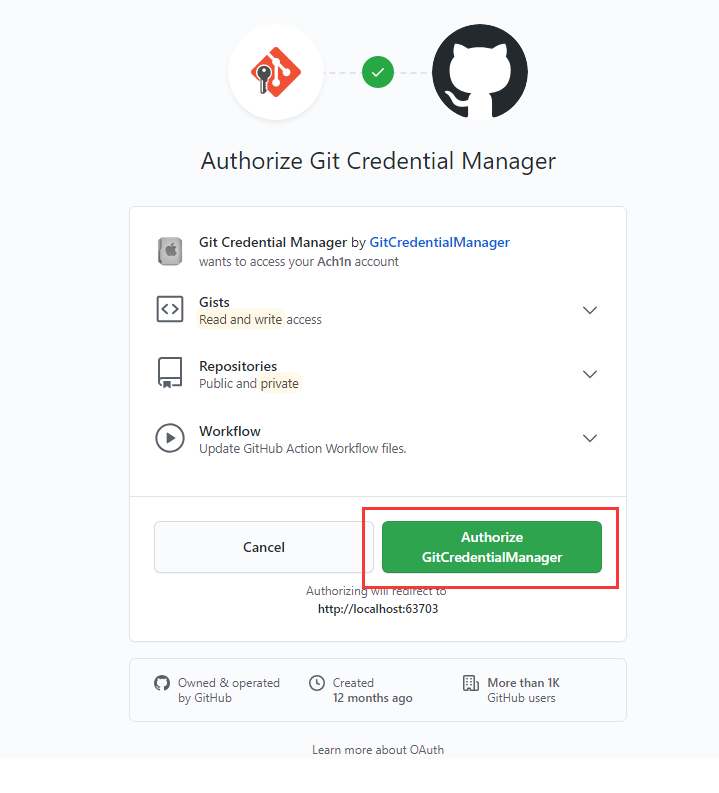 Authorize Git Credential Manager
Git Credential Manager by GitCredentialManager
wants to access your Ach1n account
Gists
Read and write access
Repositories
Public and private
Workflow
Update GitHub Action Workflow files.
Cancel
Authorize
GitCredentialManager
Authorizing will redirect to
http://localhost:63703
Owned & operated
by GitHub
Created
12 months ago
More than 1K
GitHub users
Learn more about OAuth